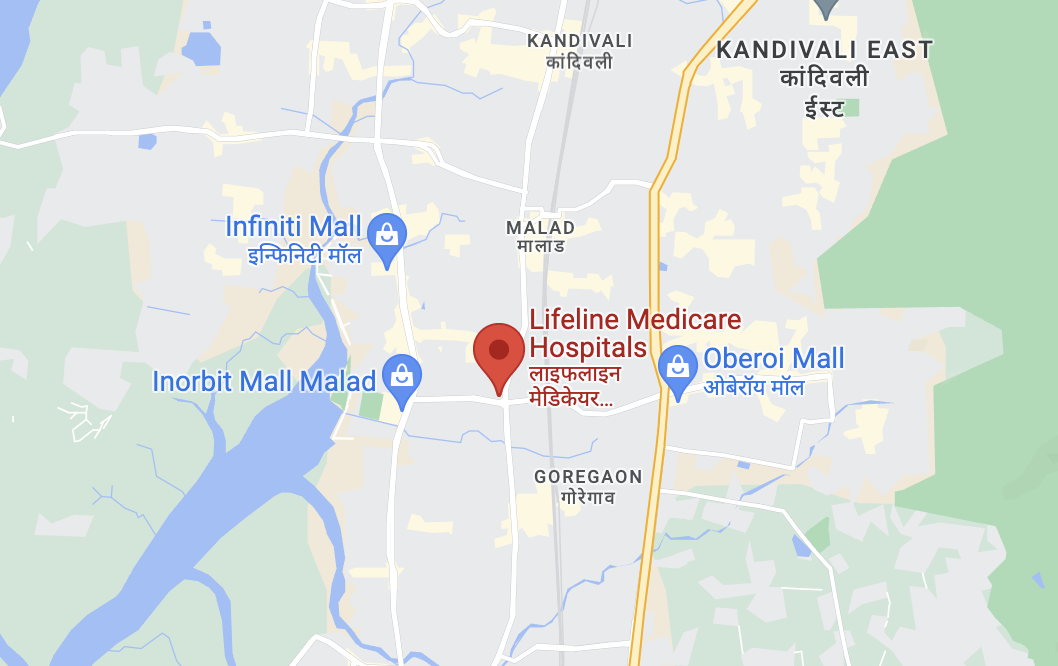 KANDIVALI
कांदिवली
KANDIVALI EAST
कांदिवली
ईस्ट
Infiniti Mall
इन्फिनिटी मॉल
MALAD
मालाड
Lifeline Medicare
Hospitals
लाइफलाइन
मेडिकेयर...
Inorbit Mall Malad
Oberoi Mall
ओबेरॉय मॉल
GOREGAON
गोरेगाव